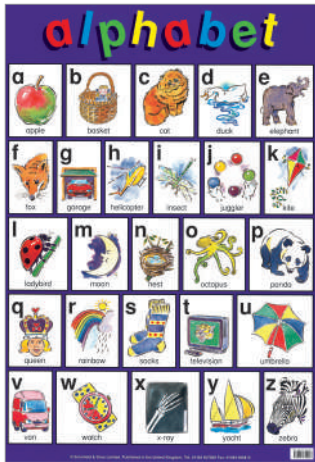 alphabet
a b c d e
apple basket cat duck elephant
f g h i j k
fox garage helicopter insect juggler kite
l m n o p
ladybird moon nest octopus panda
q r s t u
queen rainbow socks television umbrella
v w x y z
van watch x-ray yacht zebra